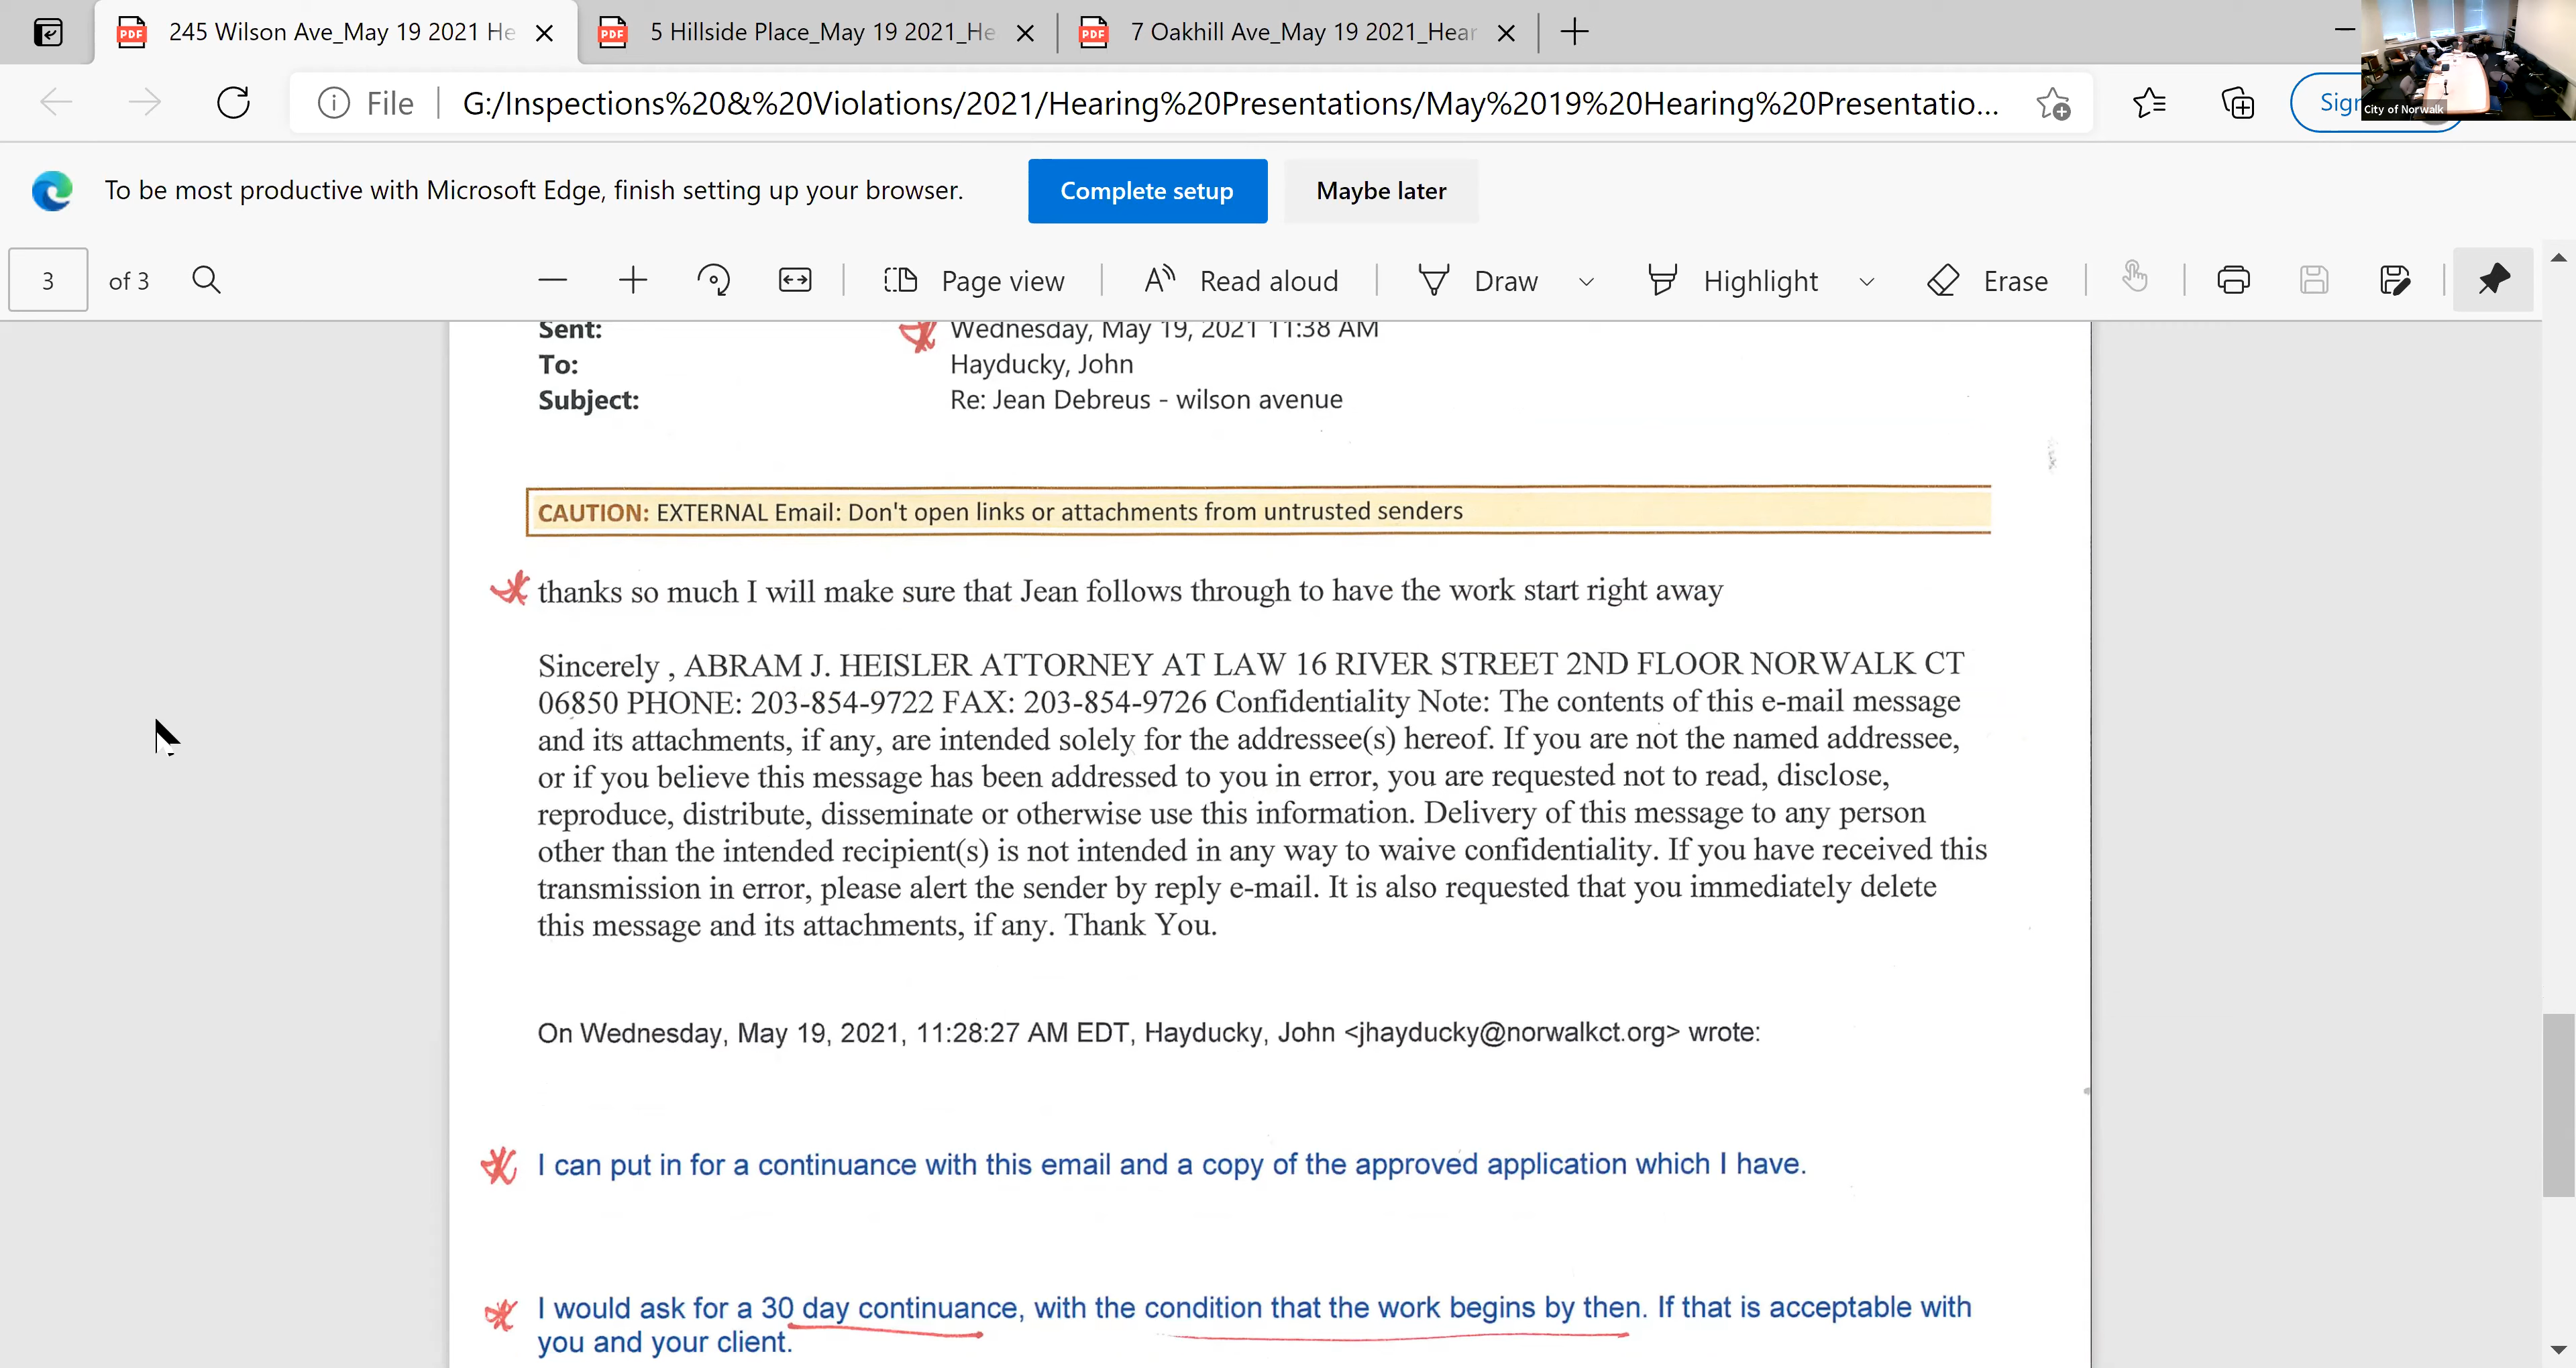 245 Wilson Ave_May 19 2021 He
5 Hillside Place_May 19 2021_He
7 Oakhill Ave_May 19 2021_Hear
File
G:/Inspections%20&%20Violations/2021/Hearing%20Presentations/May%2019%20Hearing%20Presentatio...
Sign
City of Norwalk
To be most productive with Microsoft Edge, finish setting up your browser.
Complete setup
Maybe later
3
of 3
Page view
Read aloud
Draw
Highlight
Erase
Sent: Wednesday, May 19, 2021 11:38 AM
To: Hayducky, John
Subject: Re: Jean Debreus - wilson avenue
CAUTION: EXTERNAL Email: Don't open links or attachments from untrusted senders
thanks so much I will make sure that Jean follows through to have the work start right away
Sincerely , ABRAM J. HEISLER ATTORNEY AT LAW 16 RIVER STREET 2ND FLOOR NORWALK CT
06850 PHONE: 203-854-9722 FAX: 203-854-9726 Confidentiality Note: The contents of this e-mail message
and its attachments, if any, are intended solely for the addressee(s) hereof. If you are not the named addressee,
or if you believe this message has been addressed to you in error, you are requested not to read, disclose,
reproduce, distribute, disseminate or otherwise use this information. Delivery of this message to any person
other than the intended recipient(s) is not intended in any way to waive confidentiality. If you have received this
transmission in error, please alert the sender by reply e-mail. It is also requested that you immediately delete
this message and its attachments, if any. Thank You.
On Wednesday, May 19, 2021, 11:28:27 AM EDT, Hayducky, John <jhayducky@norwalkct.org> wrote:
I can put in for a continuance with this email and a copy of the approved application which I have.
I would ask for a 30 day continuance, with the condition that the work begins by then. If that is acceptable with
you and your client.